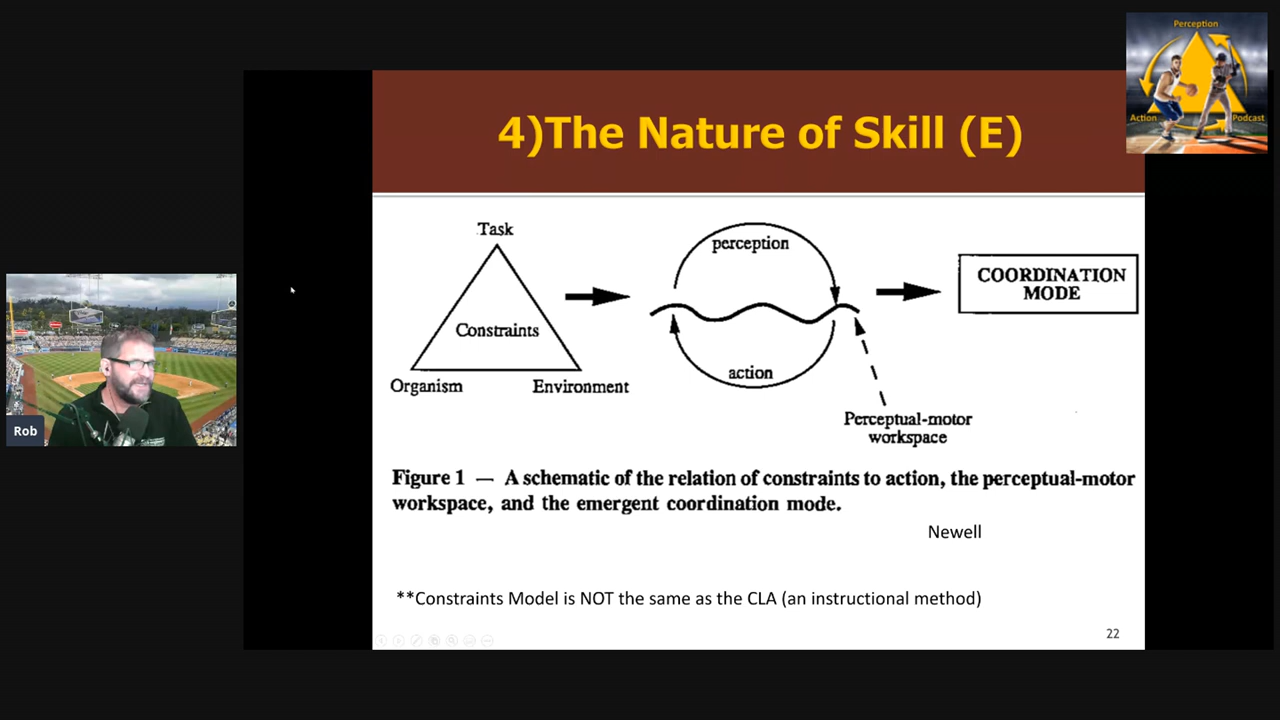 Perception
Action
Podcast
4)The Nature of Skill (E)
Task
Constraints
Organism
Environment
perception
action
Perceptual-motor
workspace
COORDINATION
MODE
Figure 1 — A schematic of the relation of constraints to action, the perceptual-motor
workspace, and the emergent coordination mode.
Newell
**Constraints Model is NOT the same as the CLA (an instructional method)
22
Rob